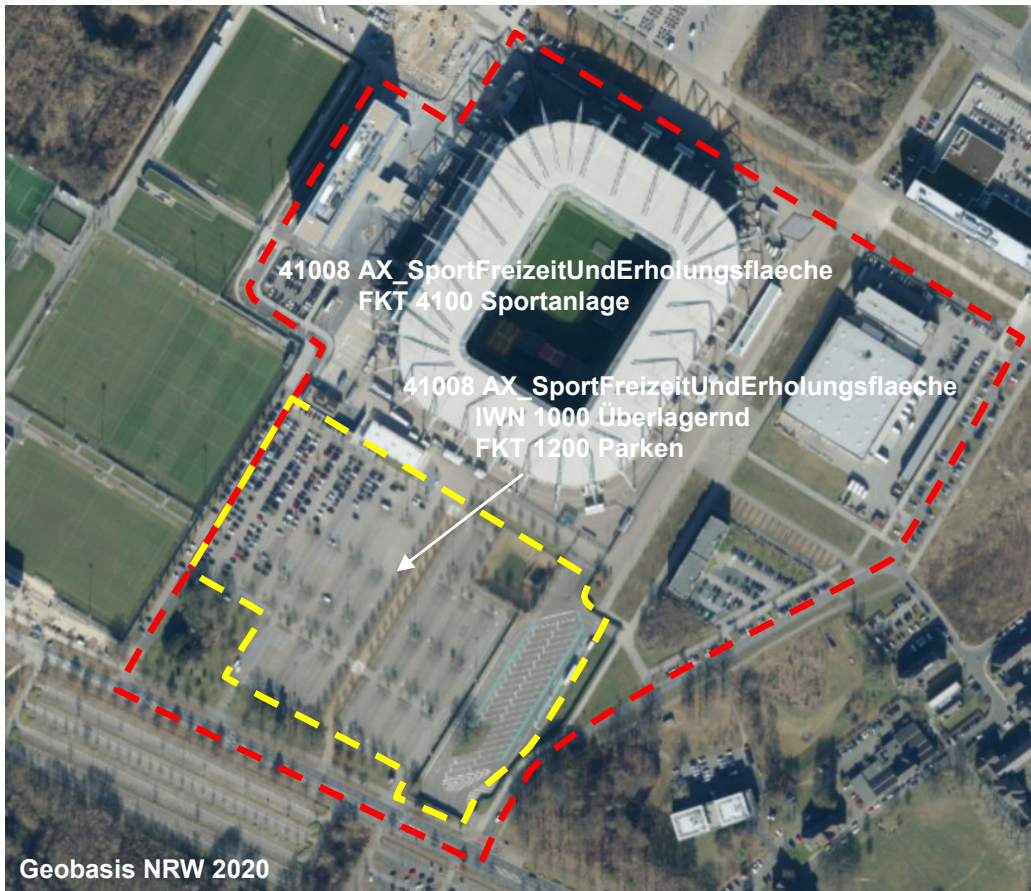 41008 AX_SportFreizeitUndErholungsflaeche
FKT 4100 Sportanlage
41008 AX_SportFreizeitUndErholungsflaeche
IWN 1000 Überlagernd
FKT 1200 Parken
Geobasis NRW 2020